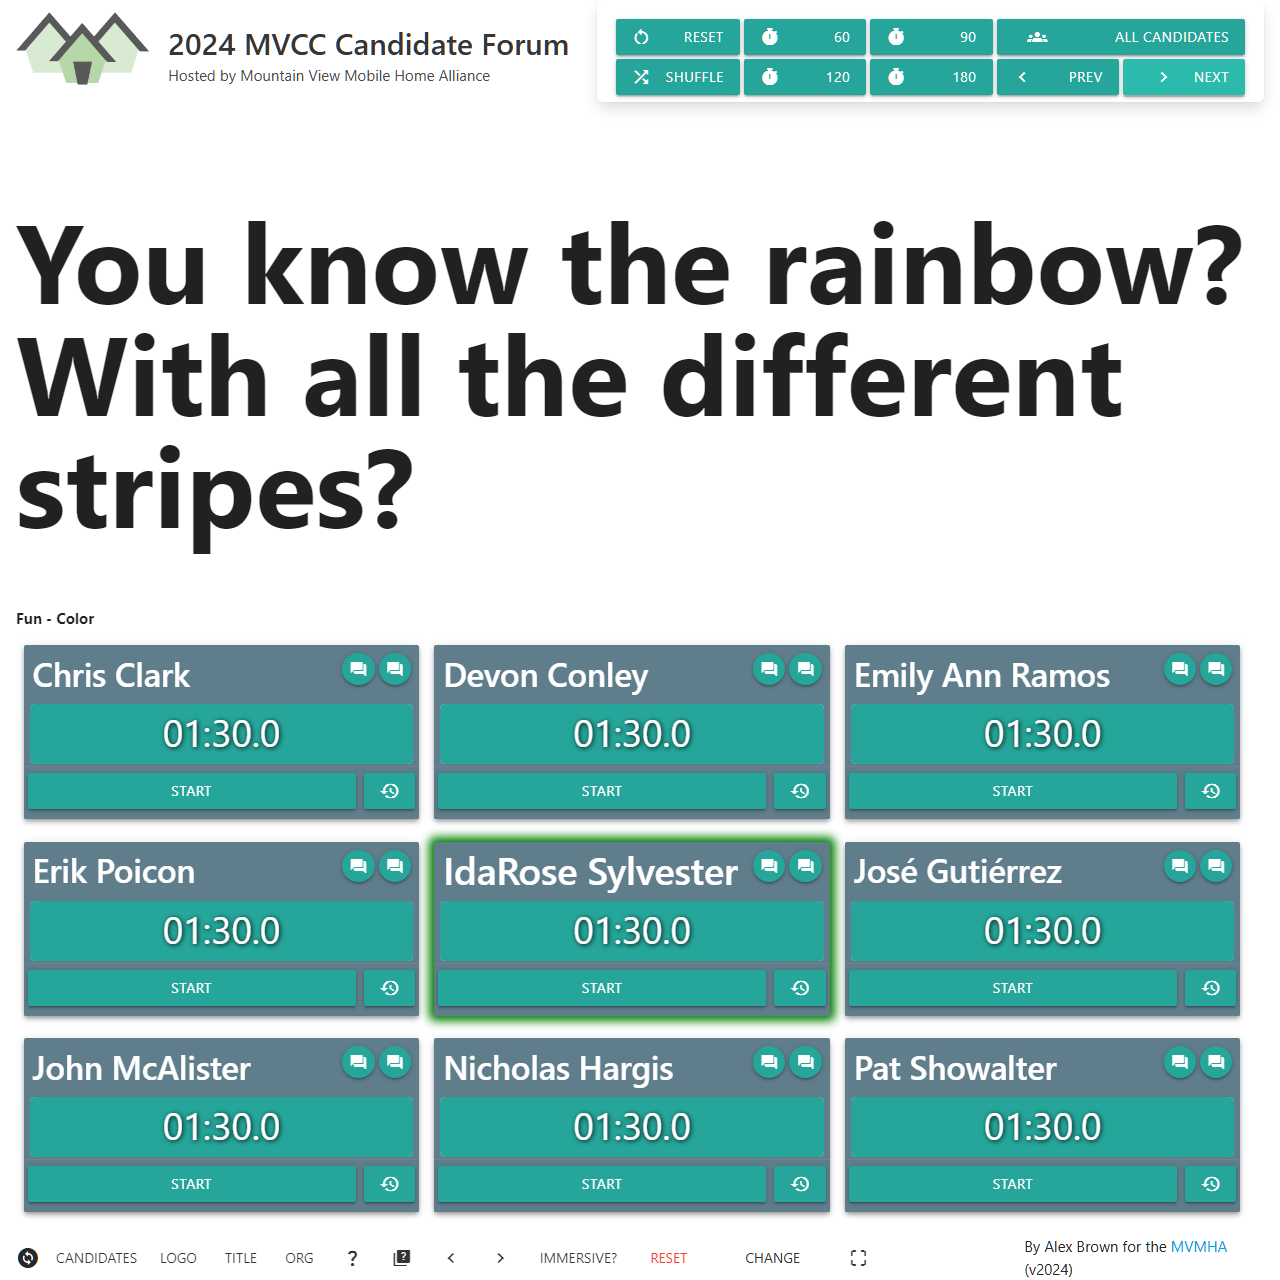 2024 MVCC Candidate Forum
Hosted by Mountain View Mobile Home Alliance
RESET 60 90 ALL CANDIDATES
SHUFFLE 120 180 PREV NEXT
You know the rainbow?
With all the different
stripes?
Fun - Color
Chris Clark Devon Conley Emily Ann Ramos
01:30.0 01:30.0 01:30.0
START START START
Erik Poicon IdaRose Sylvester José Gutiérrez
01:30.0 01:30.0 01:30.0
START START START
John McAlister Nicholas Hargis Pat Showalter
01:30.0 01:30.0 01:30.0
START START START
CANDIDATES LOGO TITLE ORG ? IMMERSIVE? RESET CHANGE
By Alex Brown for the MVMHA
(v2024)